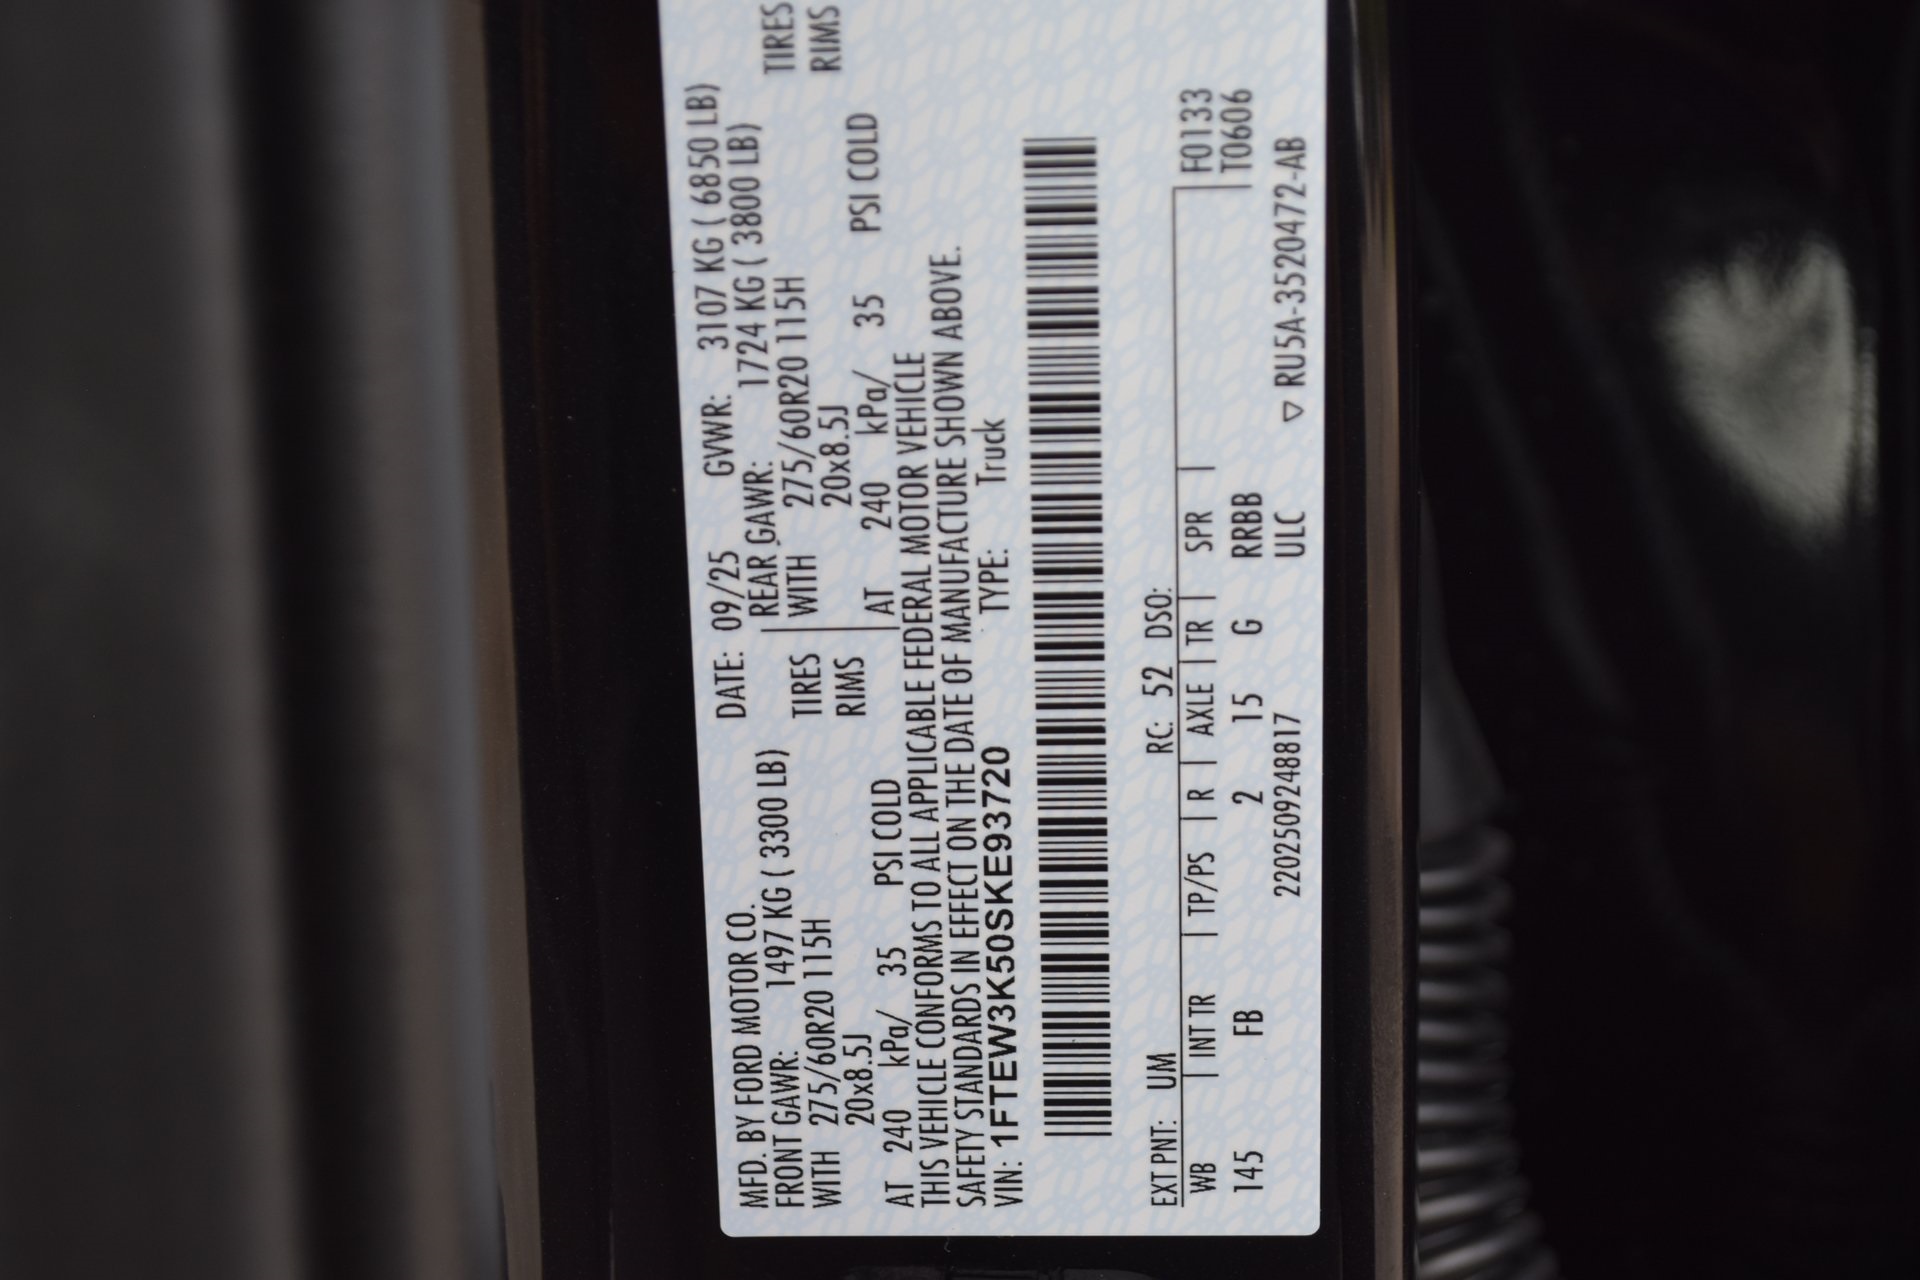 MFD. BY FORD MOTOR CO. DATE: 09/25 GVWR: 3107 KG ( 6850 LB)
FRONT GAWR: 1497 KG ( 3300 LB) REAR GAWR: 1724 KG ( 3800 LB)
WITH 275/60R20 115H TIRES WITH 275/60R20 115H TIRES
20x8.5J RIMS 20x8.5J RIMS
AT 240 kPa/ 35 PSI COLD AT 240 kPa/ 35 PSI COLD
THIS VEHICLE CONFORMS TO ALL APPLICABLE FEDERAL MOTOR VEHICLE
SAFETY STANDARDS IN EFFECT ON THE DATE OF MANUFACTURE SHOWN ABOVE.
VIN: 1FTEW3K50SKE93720 TYPE: Truck
EXT PNT: UM RC: 52 DSO:
WB | INT TR | TP/PS | R | AXLE | TR | SPR | F0133
145 FB 2 15 G RRBB T0606
22025092488​17 ULC ▽ RU5A-3520472-AB